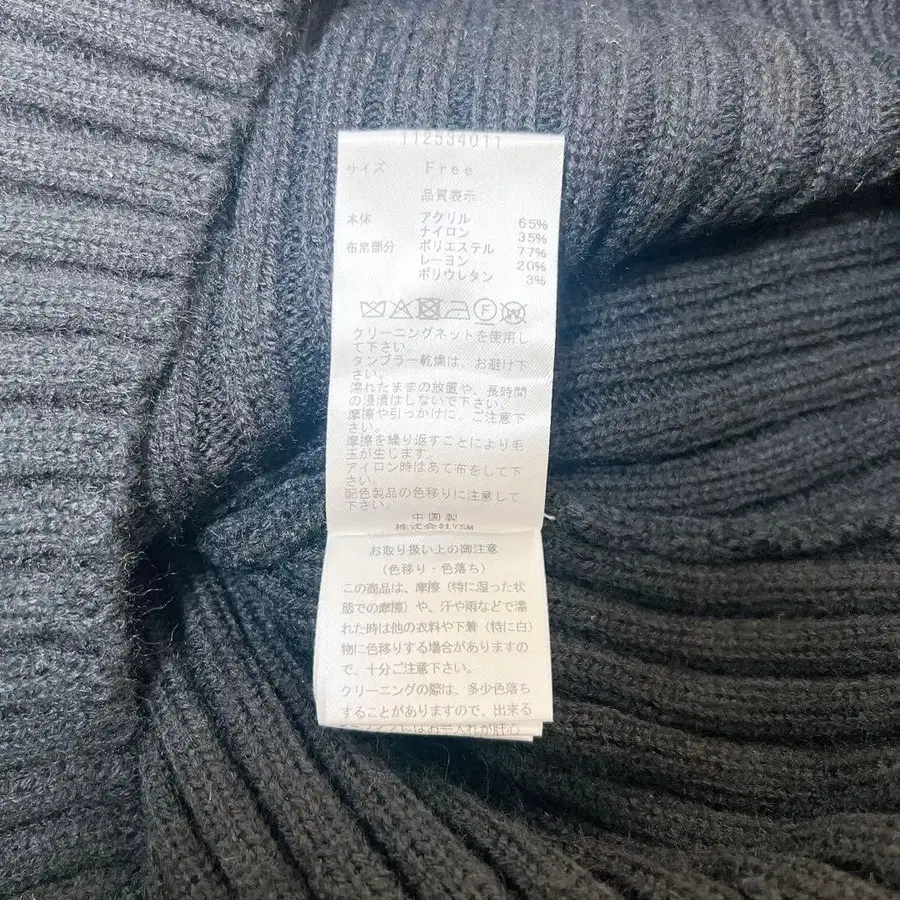 112534011
サイズ Free
品質表示
本体 アクリル 65%
ナイロン 35%
布帛部分 ポリエステル 77%
レーヨン 20%
ポリウレタン 3%
クリーニングネットを使用し
て下さい。
タンブラー乾燥は、お避け下
さい。
濡れたままの放置や、長時間
の浸漬はしないで下さい。
摩擦や引っかけに、ご注意下
さい。
摩擦を繰り返すことにより毛
玉が生じます。
アイロン時はあて布をして下
さい。
配色製品の色移りに注意して
下さい。
中国製
株式会社YSM
お取り扱い上の御注意
(色移り・色落ち)
この商品は、摩擦(特に湿った状
態での摩擦)や、汗や雨などで濡
れた時は他の衣料や下着(特に白)
物に色移りする場合がありますの
で、十分ご注意下さい。
クリーニングの際は、多少色落ち
することがありますので、出来る
はお手入れが肝心